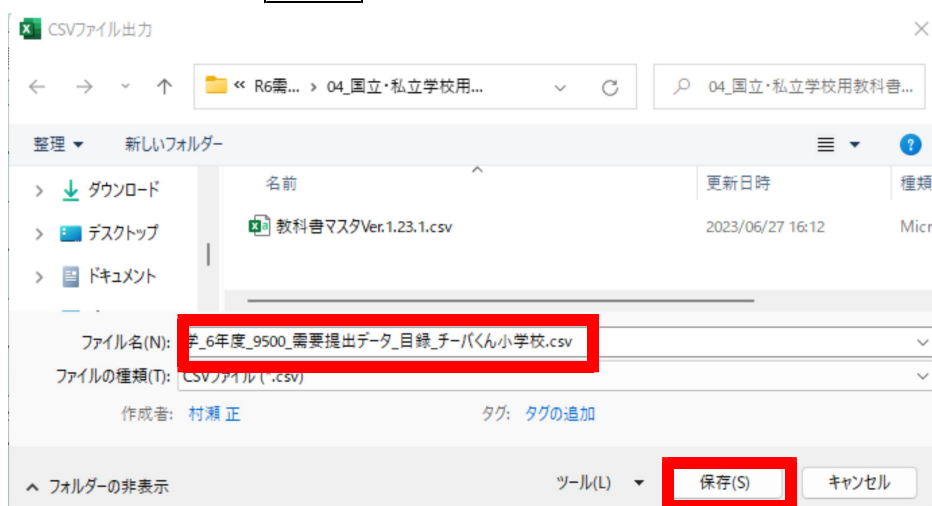 CSVファイル出力
« R6需... › 04_国立・私立学校用...
04_国立・私立学校用教科書...
整理 新しいフォルダー
名前 更新日時 種類
ダウンロード
教科書マスタVer.1.23.1.csv 2023/06/27 16:12 Micr
デスクトップ
ドキュメント
ファイル名(N): 学_6年度_9500_需要提出データ_目録_チーバくん小学校.csv
ファイルの種類(T): CSVファイル (*.csv)
作成者: 村瀬 正 タグ: タグの追加
フォルダーの非表示 ツール(L) 保存(S) キャンセル